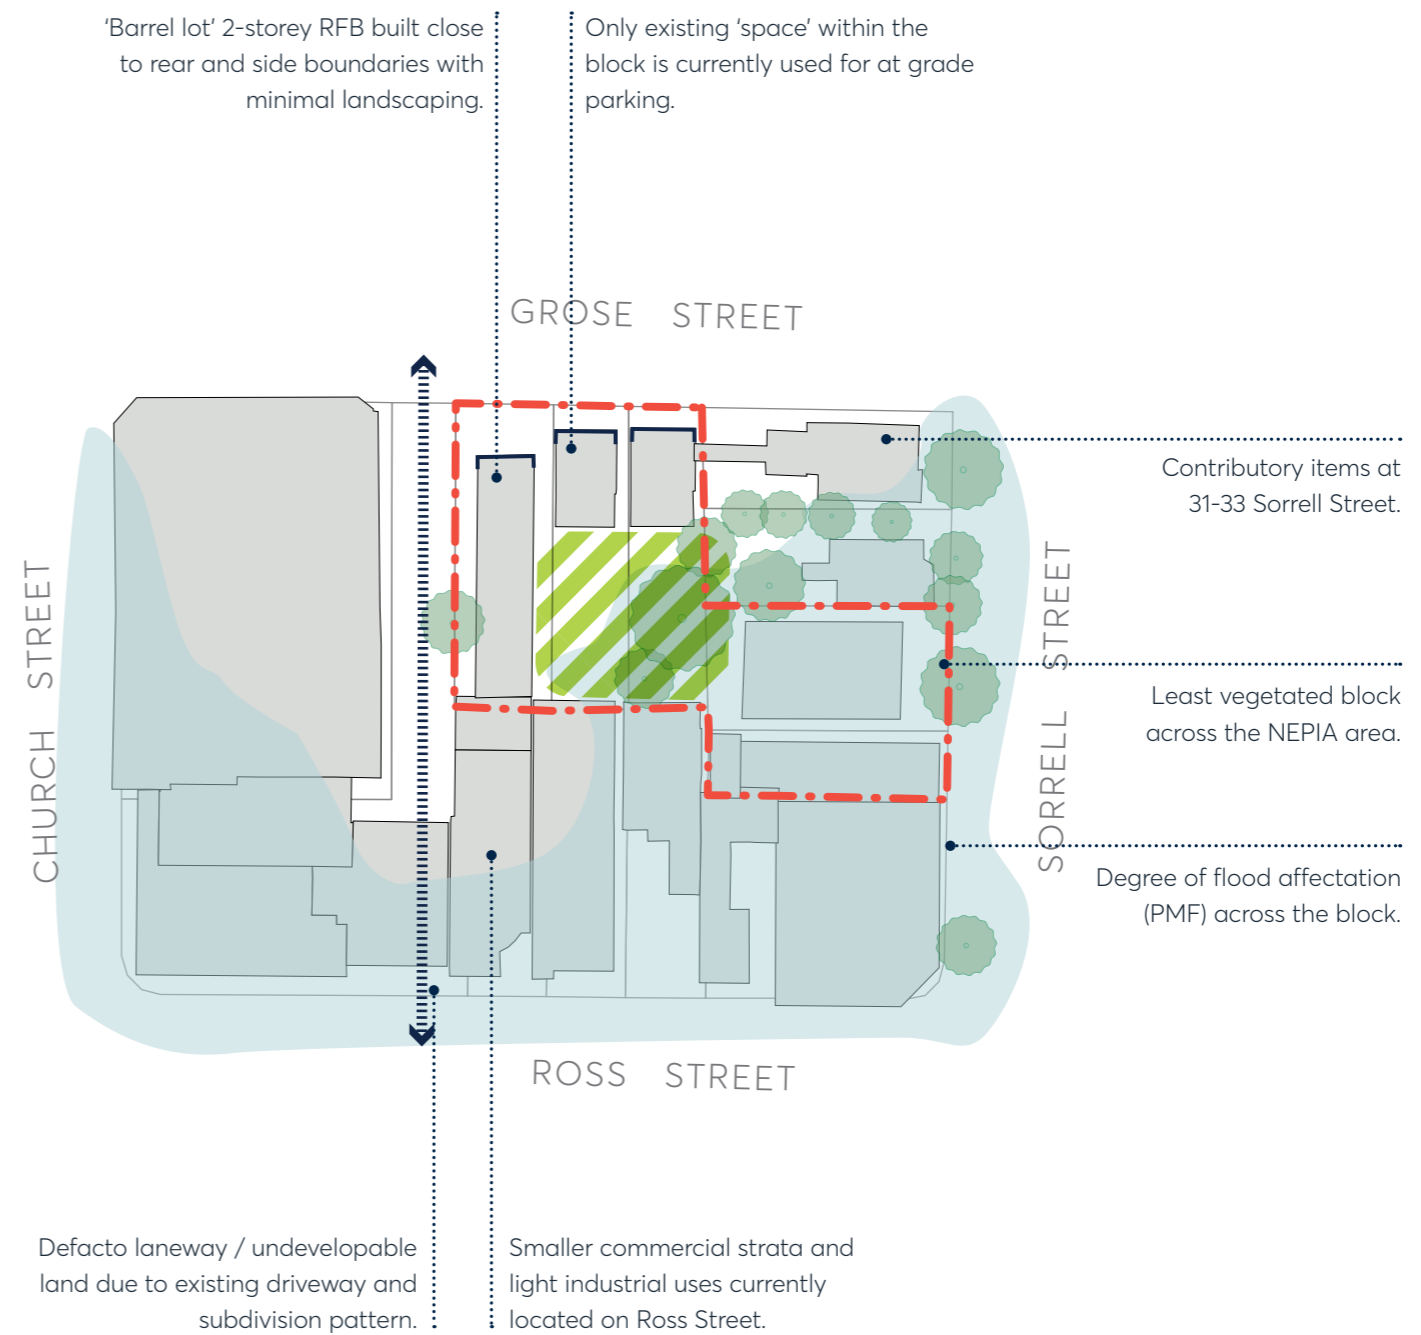 ‘Barrel lot’ 2-storey RFB built close
to rear and side boundaries with
minimal landscaping.
Only existing ‘space’ within the
block is currently used for at grade
parking.
GROSE STREET
CHURCH STREET
SORRELL STREET
Contributory items at
31-33 Sorrell Street.
Least vegetated block
across the NEPIA area.
Degree of flood affectation
(PMF) across the block.
ROSS STREET
Defacto laneway / undevelopable
land due to existing driveway and
subdivision pattern.
Smaller commercial strata and
light industrial uses currently
located on Ross Street.